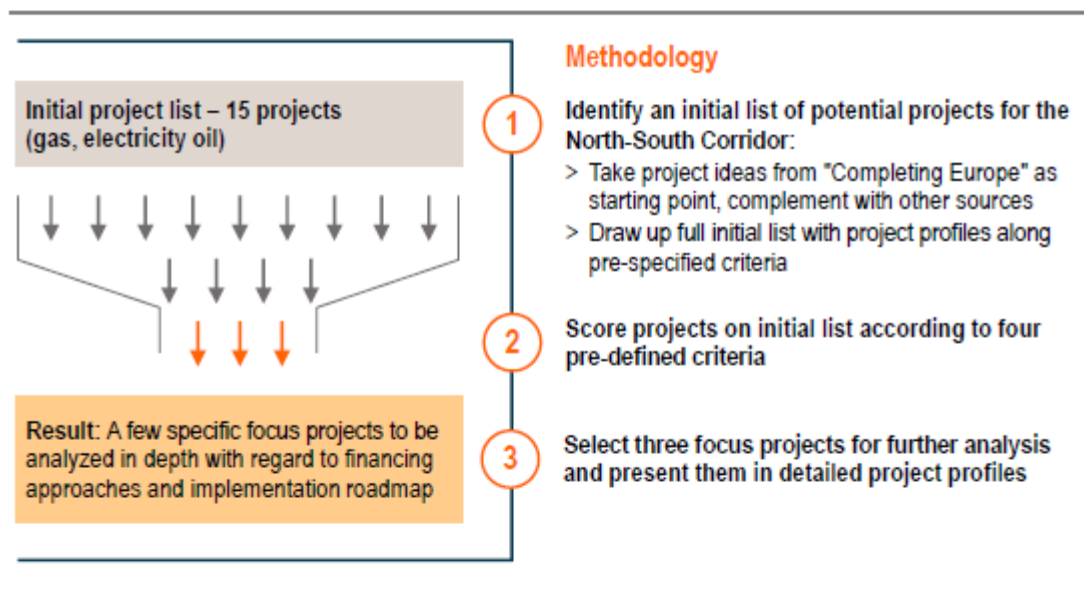 Methodology
Initial project list – 15 projects
(gas, electricity oil)
1
Identify an initial list of potential projects for the
North-South Corridor:
> Take project ideas from "Completing Europe" as
starting point, complement with other sources
> Draw up full initial list with project profiles along
pre-specified criteria
2
Score projects on initial list according to four
pre-defined criteria
Result: A few specific focus projects to be
analyzed in depth with regard to financing
approaches and implementation roadmap
3
Select three focus projects for further analysis
and present them in detailed project profiles